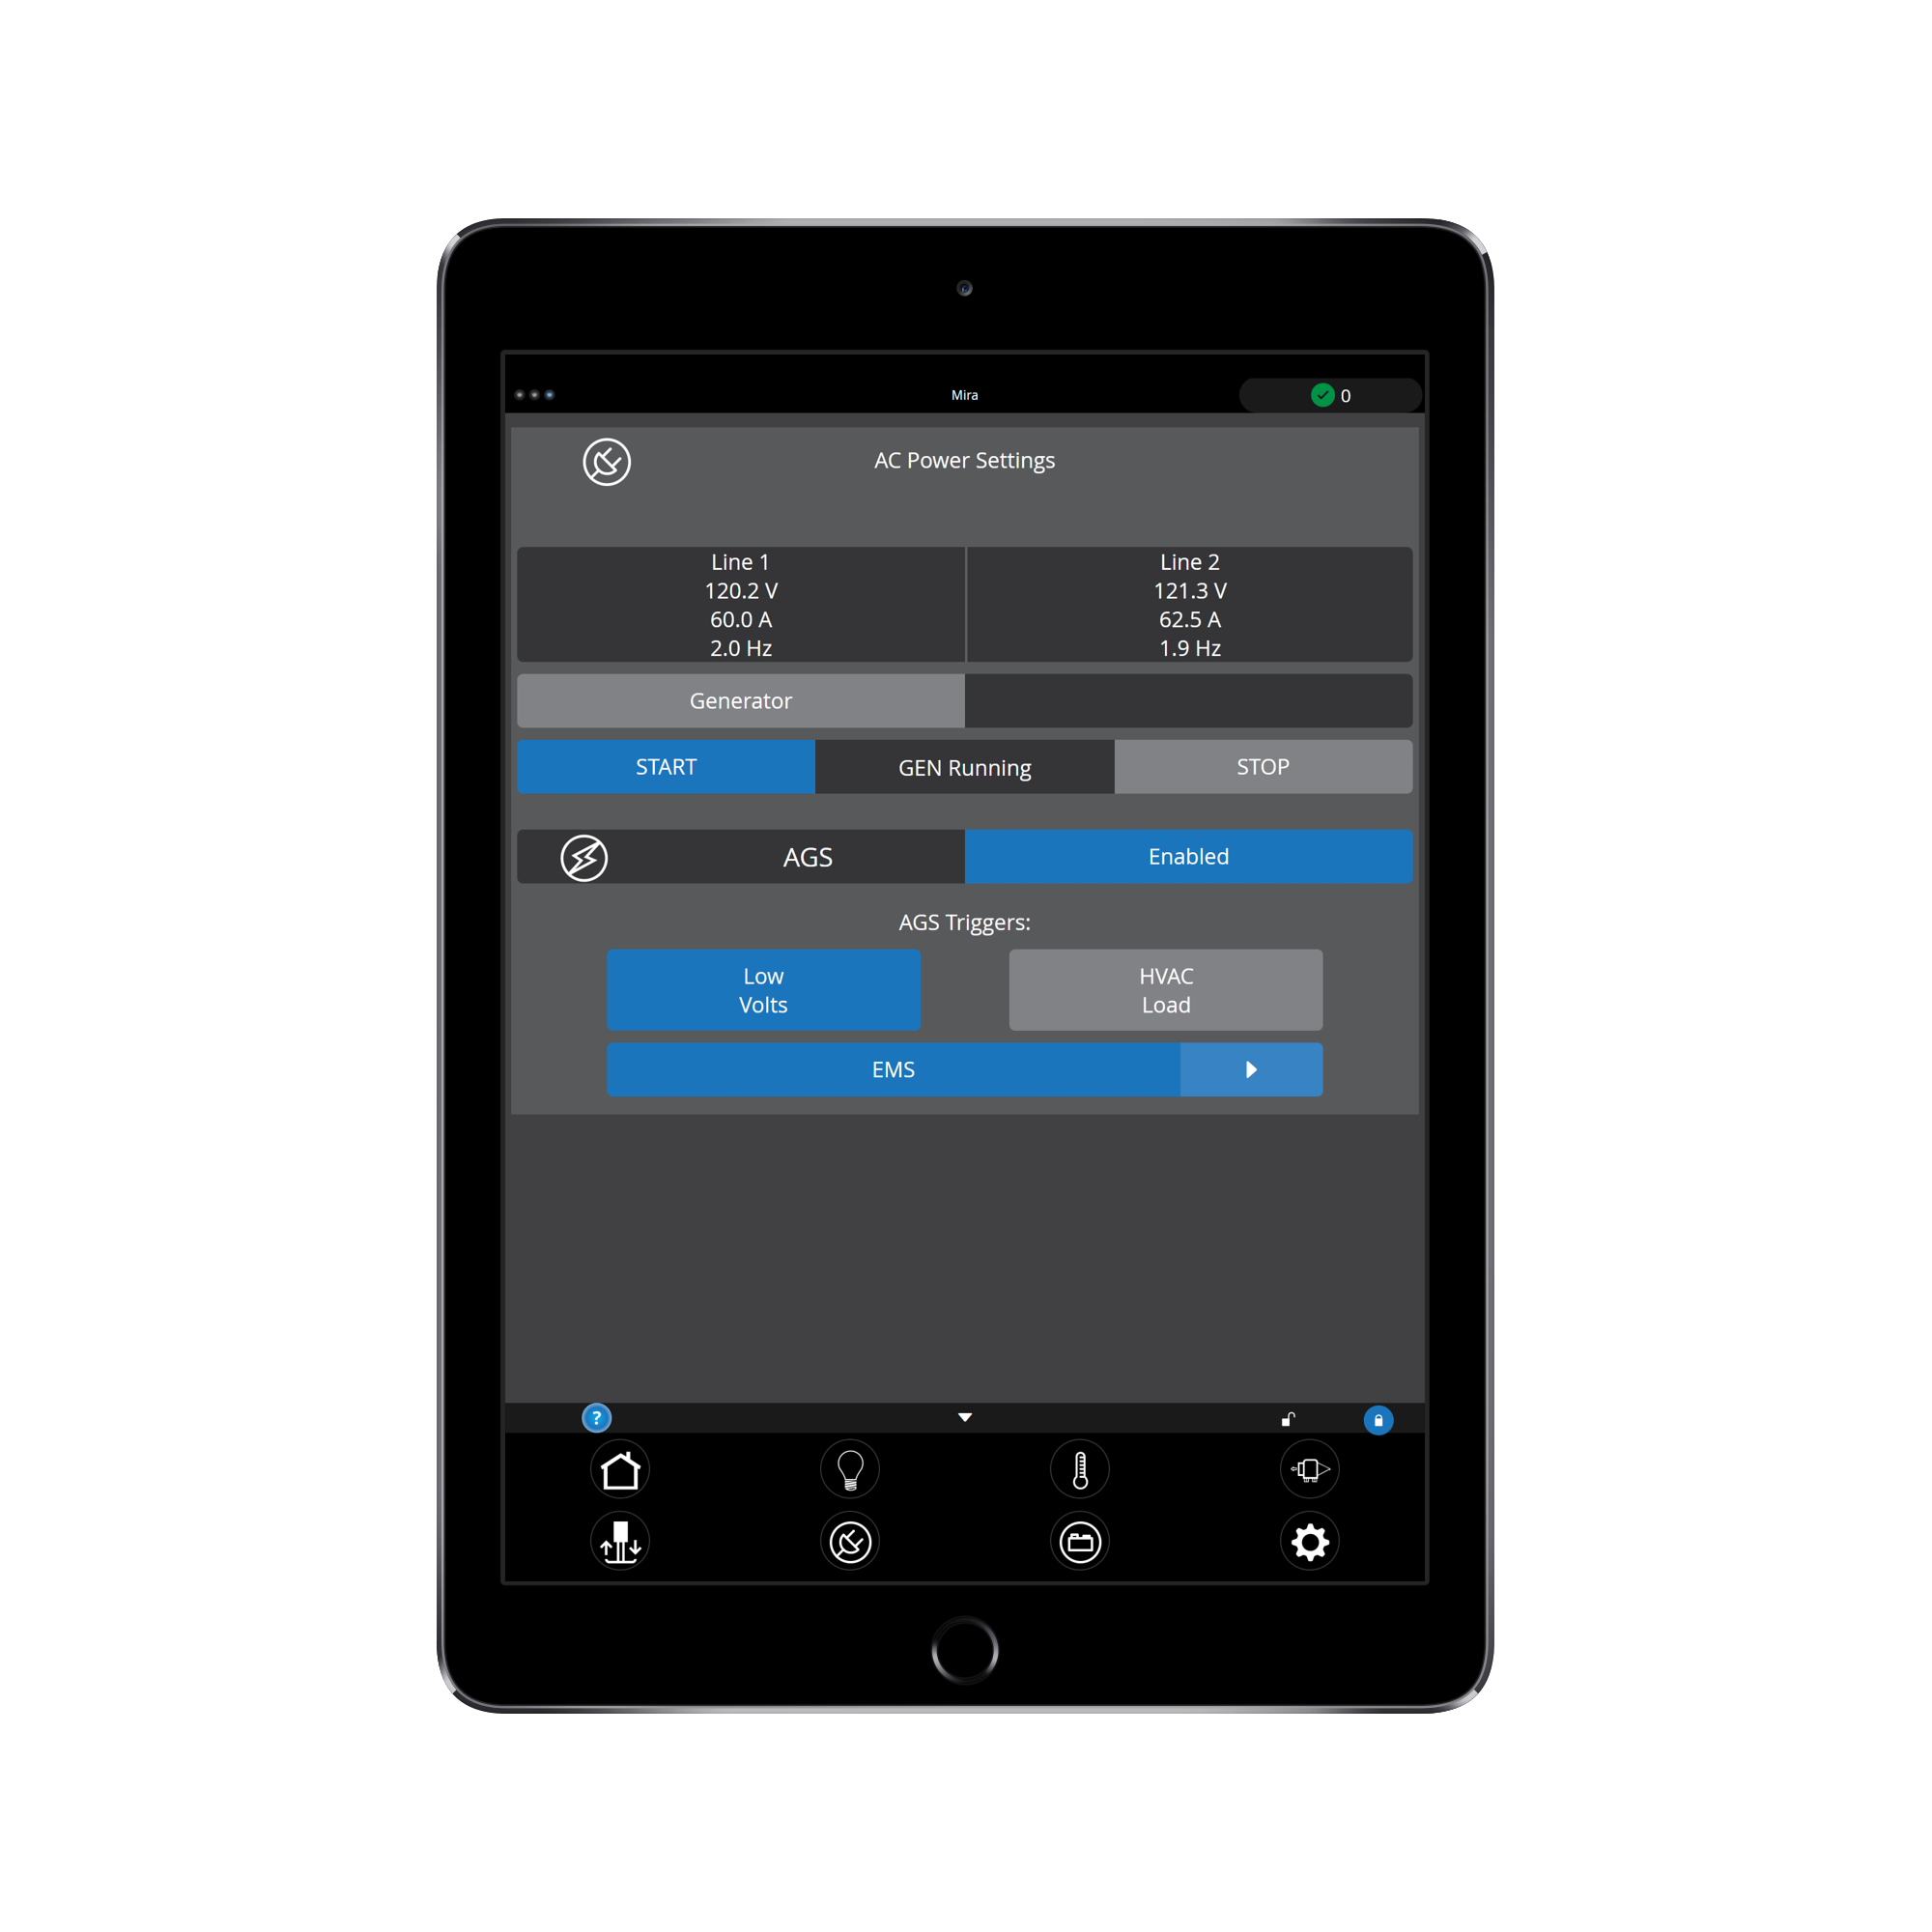 Mira
0
AC Power Settings
Line 1
120.2 V
60.0 A
2.0 Hz
Line 2
121.3 V
62.5 A
1.9 Hz
Generator
START
GEN Running
STOP
AGS
Enabled
AGS Triggers:
Low
Volts
HVAC
Load
EMS
?